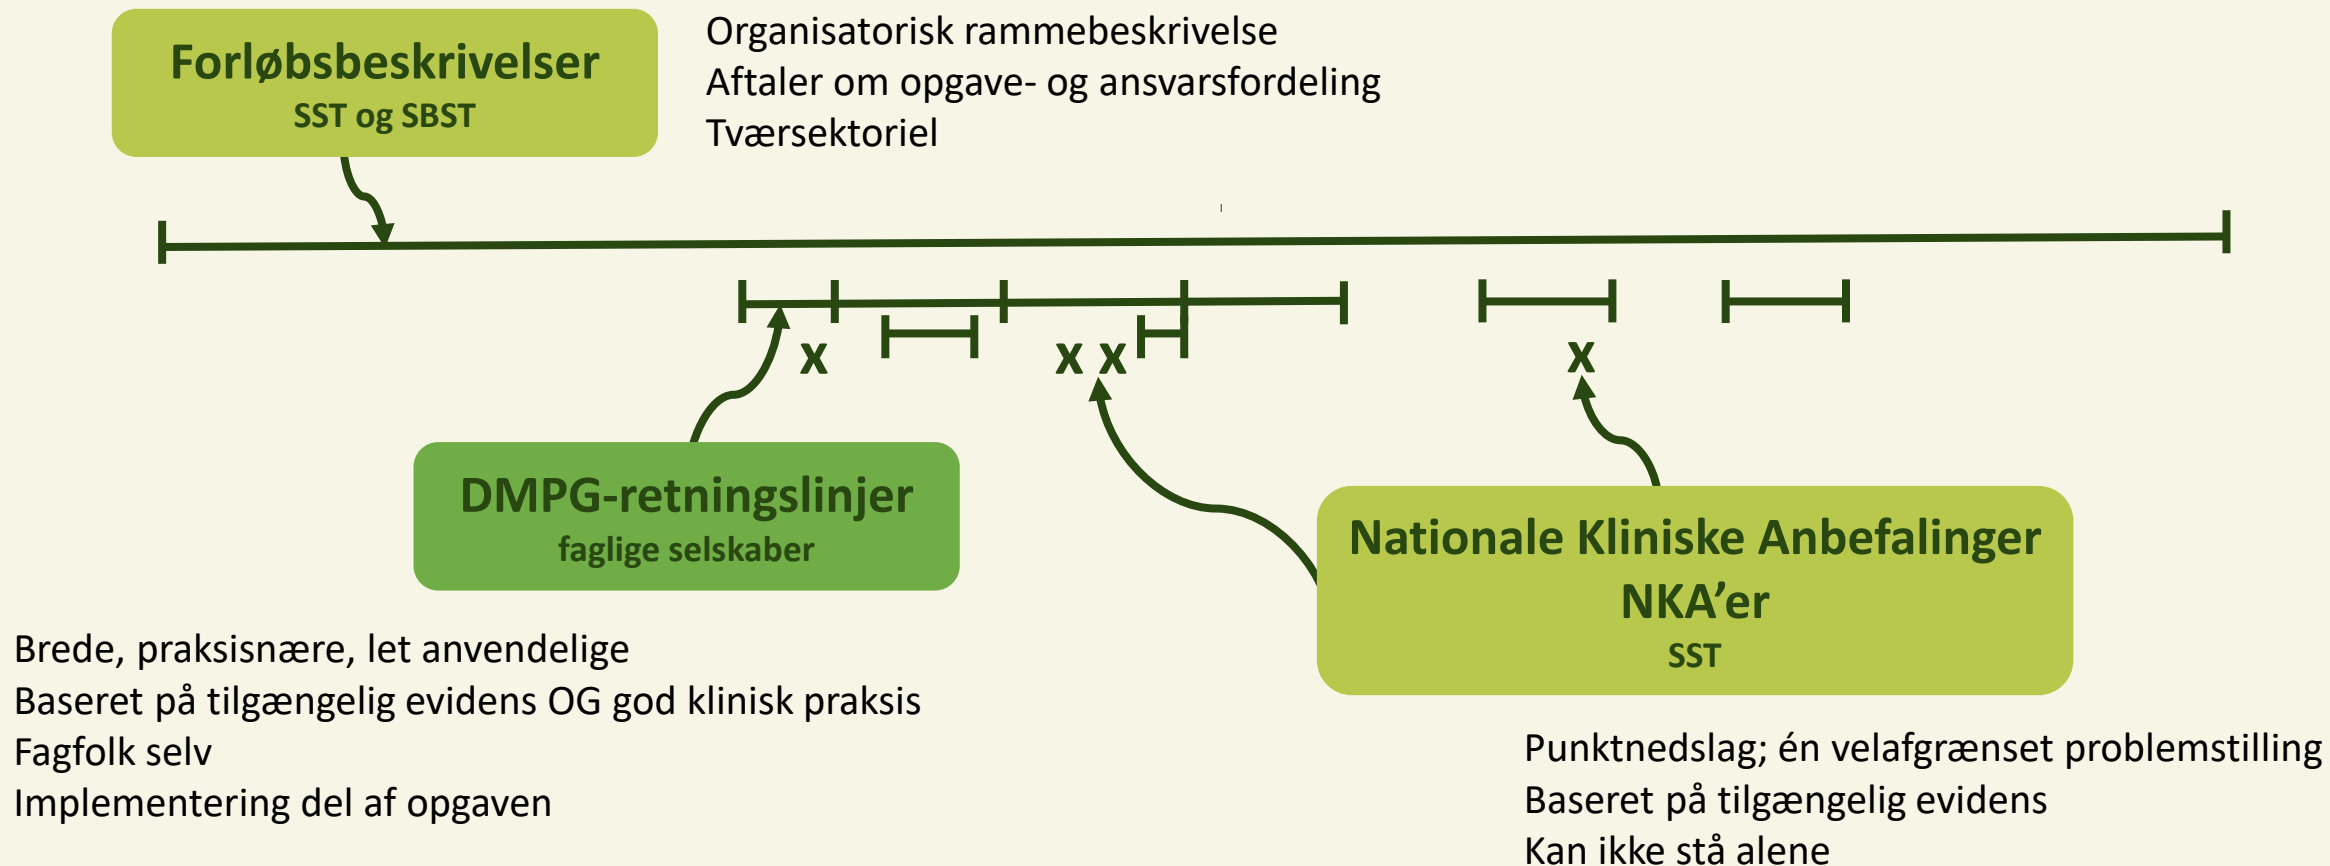 Forløbsbeskrivelser
SST og SBST
Organisatorisk rammebeskrivelse
Aftaler om opgave- og ansvarsfordeling
Tværsektoriel
x
x x
x
DMPG-retningslinjer
faglige selskaber
Nationale Kliniske Anbefalinger
NKA’er
SST
Brede, praksisnære, let anvendelige
Baseret på tilgængelig evidens OG god klinisk praksis
Fagfolk selv
Implementering del af opgaven
Punktnedslag; én velafgrænset problemstilling
Baseret på tilgængelig evidens
Kan ikke stå alene